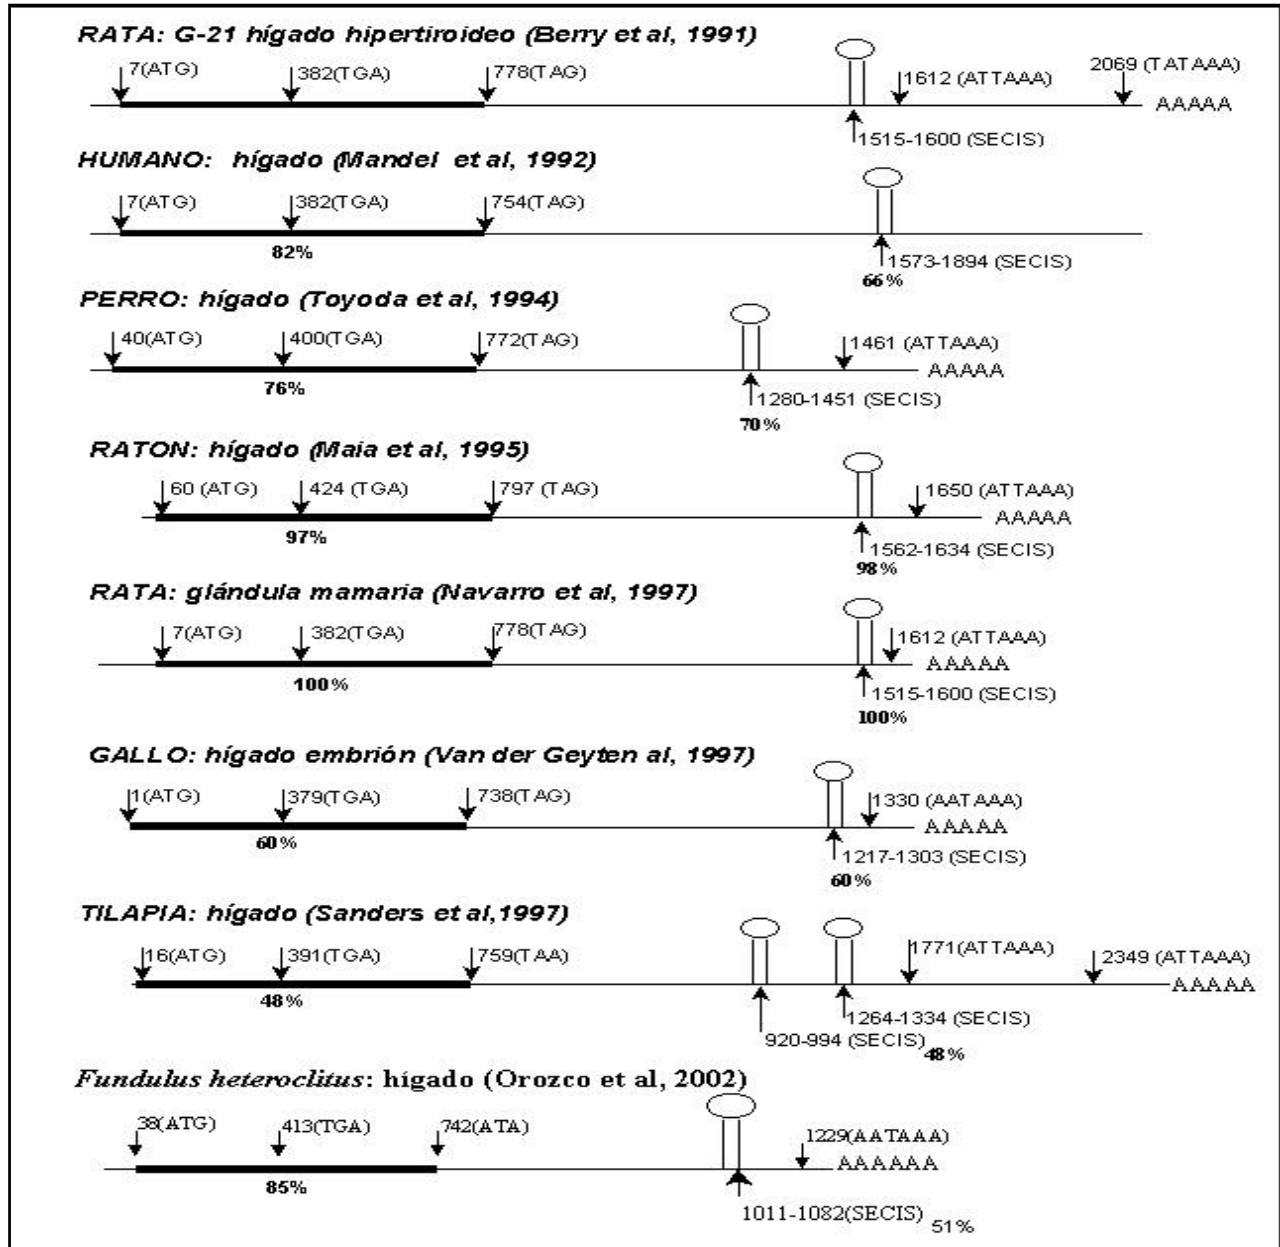 RATA: G-21 hígado hipertiroideo (Berry et al, 1991)
7(ATG) 382(TGA) 778(TAG) 1612 (ATTAAA) 2069 (TATAAA)
AAAAA
1515-1600 (SECIS)
HUMANO: hígado (Mandel et al, 1992)
7(ATG) 382(TGA) 754(TAG)
82%
1573-1894 (SECIS)
66%
PERRO: hígado (Toyoda et al, 1994)
40(ATG) 400(TGA) 772(TAG) 1461 (ATTAAA)
AAAAA
76%
1280-1451 (SECIS)
70%
RATON: hígado (Maia et al, 1995)
60 (ATG) 424 (TGA) 797 (TAG) 1650 (ATTAAA)
AAAAA
97%
1562-1634 (SECIS)
98%
RATA: glándula mamaria (Navarro et al, 1997)
7(ATG) 382(TGA) 778(TAG) 1612 (ATTAAA)
AAAAA
100%
1515-1600 (SECIS)
100%
GALLO: hígado embrión (Van der Geyten al, 1997)
1(ATG) 379(TGA) 738(TAG) 1330 (AATAAA)
AAAAA
60%
1217-1303 (SECIS)
60%
TILAPIA: hígado (Sanders et al,1997)
16(ATG) 391(TGA) 759(TAA) 1771(ATTAAA) 2349 (ATTAAA)
AAAAA
48%
1264-1334 (SECIS)
920-994 (SECIS) 48%
Fundulus heteroclitus: hígado (Orozco et al, 2002)
38(ATG) 413(TGA) 742(ATA) 1229(AATAAA)
AAAAAA
85%
1011-1082(SECIS) 51%